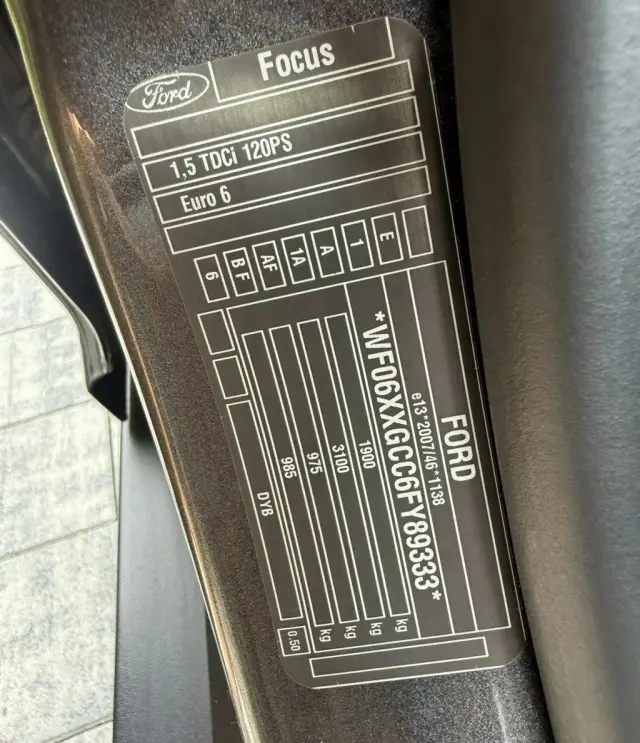 Ford
Focus
1,5 TDCi 120PS
Euro 6
6 B F AF 1A A 1 E
FORD
e13*2007/46*1138
*WF06XXGCC6FY89333*
1900 kg
3100 kg
975 kg
985 kg
DYB 0.50